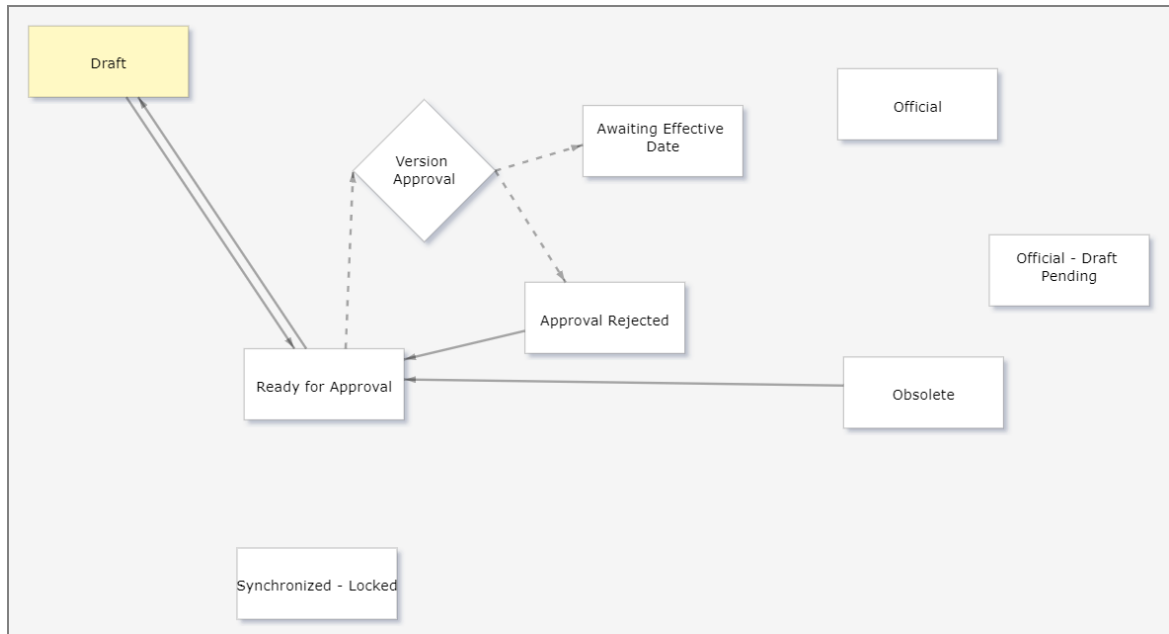 Draft
Official
Awaiting Effective
Date
Version
Approval
Official - Draft
Pending
Approval Rejected
Ready for Approval
Obsolete
Synchronized - Locked